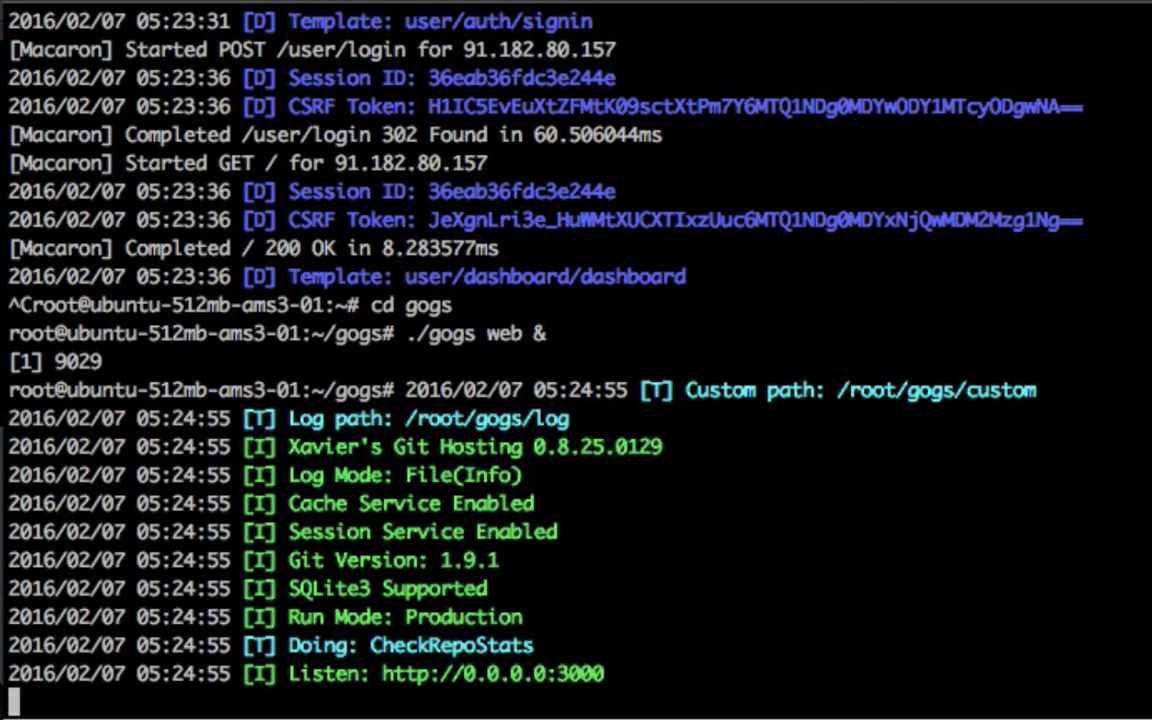 2016/02/07 05:23:31 [D] Template: user/auth/signin
[Macaron] Started POST /user/login for 91.182.80.157
2016/02/07 05:23:36 [D] Session ID: 36eab36fdc3e244e
2016/02/07 05:23:36 [D] CSRF Token: H1IC5EvEuXtZFMtK09sctXtPm7Y6MTQ1NDg0MDYwODY1MTcyODgwNA==
[Macaron] Completed /user/login 302 Found in 60.506044ms
[Macaron] Started GET / for 91.182.80.157
2016/02/07 05:23:36 [D] Session ID: 36eab36fdc3e244e
2016/02/07 05:23:36 [D] CSRF Token: JeXgnLri3e_HuWMtXUCXTIxzUuc6MTQ1NDg0MDYxNjQwMDM2Mzg1Ng==
[Macaron] Completed / 200 OK in 8.283577ms
2016/02/07 05:23:36 [D] Template: user/dashboard/dashboard
^Croot@ubuntu-512mb-ams3-01:~# cd gogs
root@ubuntu-512mb-ams3-01:~/gogs# ./gogs web &
[1] 9029
root@ubuntu-512mb-ams3-01:~/gogs# 2016/02/07 05:24:55 [T] Custom path: /root/gogs/custom
2016/02/07 05:24:55 [T] Log path: /root/gogs/log
2016/02/07 05:24:55 [I] Xavier's Git Hosting 0.8.25.0129
2016/02/07 05:24:55 [I] Log Mode: File(Info)
2016/02/07 05:24:55 [I] Cache Service Enabled
2016/02/07 05:24:55 [I] Session Service Enabled
2016/02/07 05:24:55 [I] Git Version: 1.9.1
2016/02/07 05:24:55 [I] SQLite3 Supported
2016/02/07 05:24:55 [I] Run Mode: Production
2016/02/07 05:24:55 [T] Doing: CheckRepoStats
2016/02/07 05:24:55 [I] Listen: http://0.0.0.0:3000